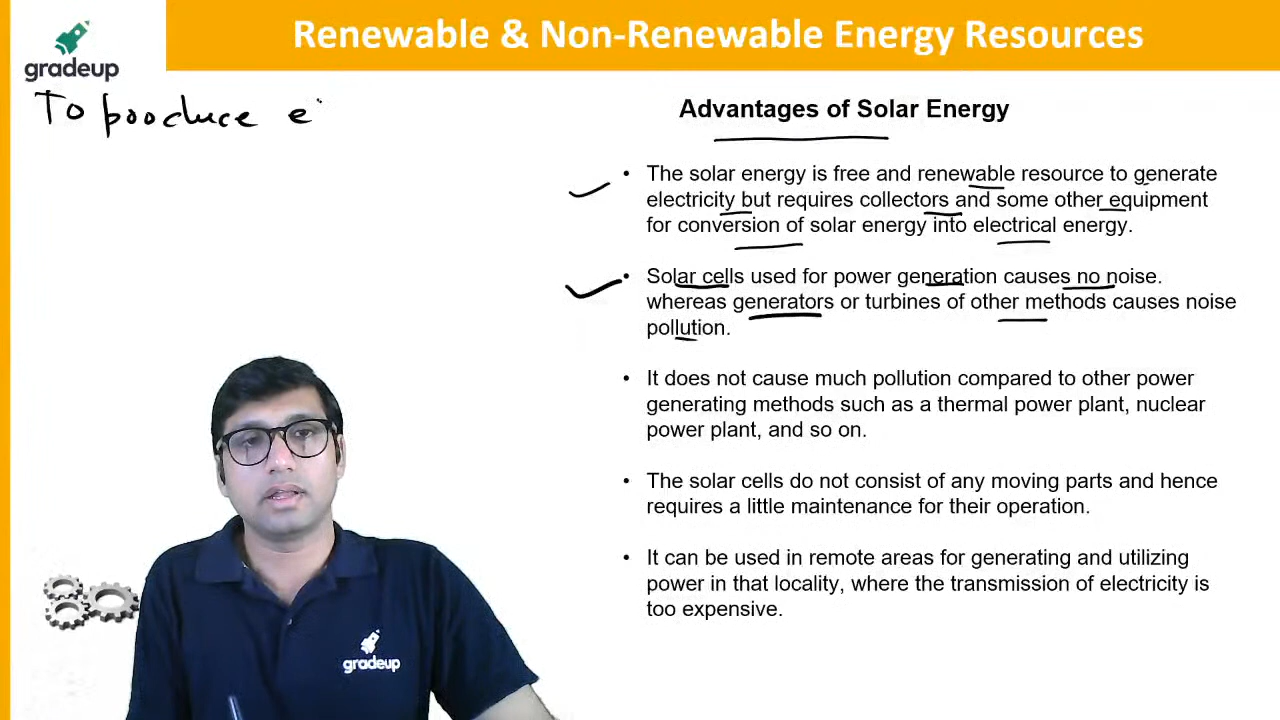 Renewable & Non-Renewable Energy Resources
gradeup
To produce e
Advantages of Solar Energy
• The solar energy is free and renewable resource to generate
electricity but requires collectors and some other equipment
for conversion of solar energy into electrical energy.
• Solar cells used for power generation causes no noise.
whereas generators or turbines of other methods causes noise
pollution.
• It does not cause much pollution compared to other power
generating methods such as a thermal power plant, nuclear
power plant, and so on.
• The solar cells do not consist of any moving parts and hence
requires a little maintenance for their operation.
• It can be used in remote areas for generating and utilizing
power in that locality, where the transmission of electricity is
too expensive.
gradeup